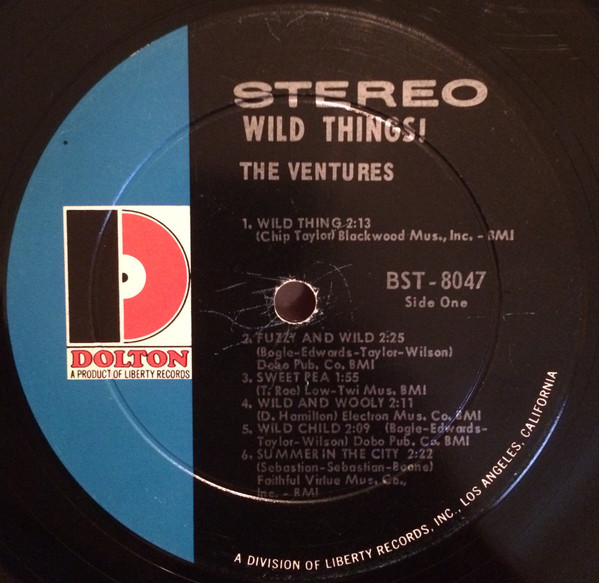 STEREO
WILD THINGS!
THE VENTURES
1. WILD THING 2:13
(Chip Taylor) Blackwood Mus., Inc. - BMI
BST - 8047
Side One
2. FUZZY AND WILD 2:25
(Bogle-Edwards-Taylor-Wilson)
Dobo Pub. Co. BMI
3. SWEET PEA 1:55
(T. Roe) Low-Twi Mus. BMI
4. WILD AND WOOLY 2:11
(D. Hamilton) Electron Mus. Co. BMI
5. WILD CHILD 2:09 (Bogle-Edwards-
Taylor-Wilson) Dobo Pub. Co. BMI
6. SUMMER IN THE CITY 2:22
(Sebastian-Sebastian-Boone)
Faithful Virtue Mus. Co.,
Inc. - BMI
DOLTON
A PRODUCT OF LIBERTY RECORDS
A DIVISION OF LIBERTY RECORDS, INC., LOS ANGELES, CALIFORNIA